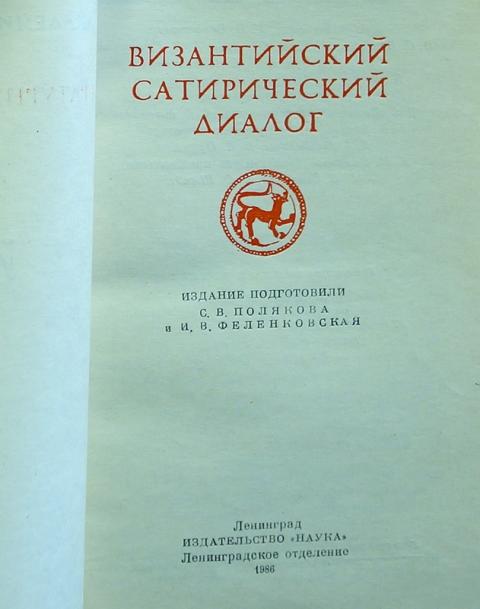 ВИЗАНТИЙСКИЙ
САТИРИЧЕСКИЙ
ДИАЛОГ
ИЗДАНИЕ ПОДГОТОВИЛИ
С. В. ПОЛЯКОВА
и И. В. ФЕЛЕНКОВСКАЯ
Ленинград
ИЗДАТЕЛЬСТВО «НАУКА»
Ленинградское отделение
1986